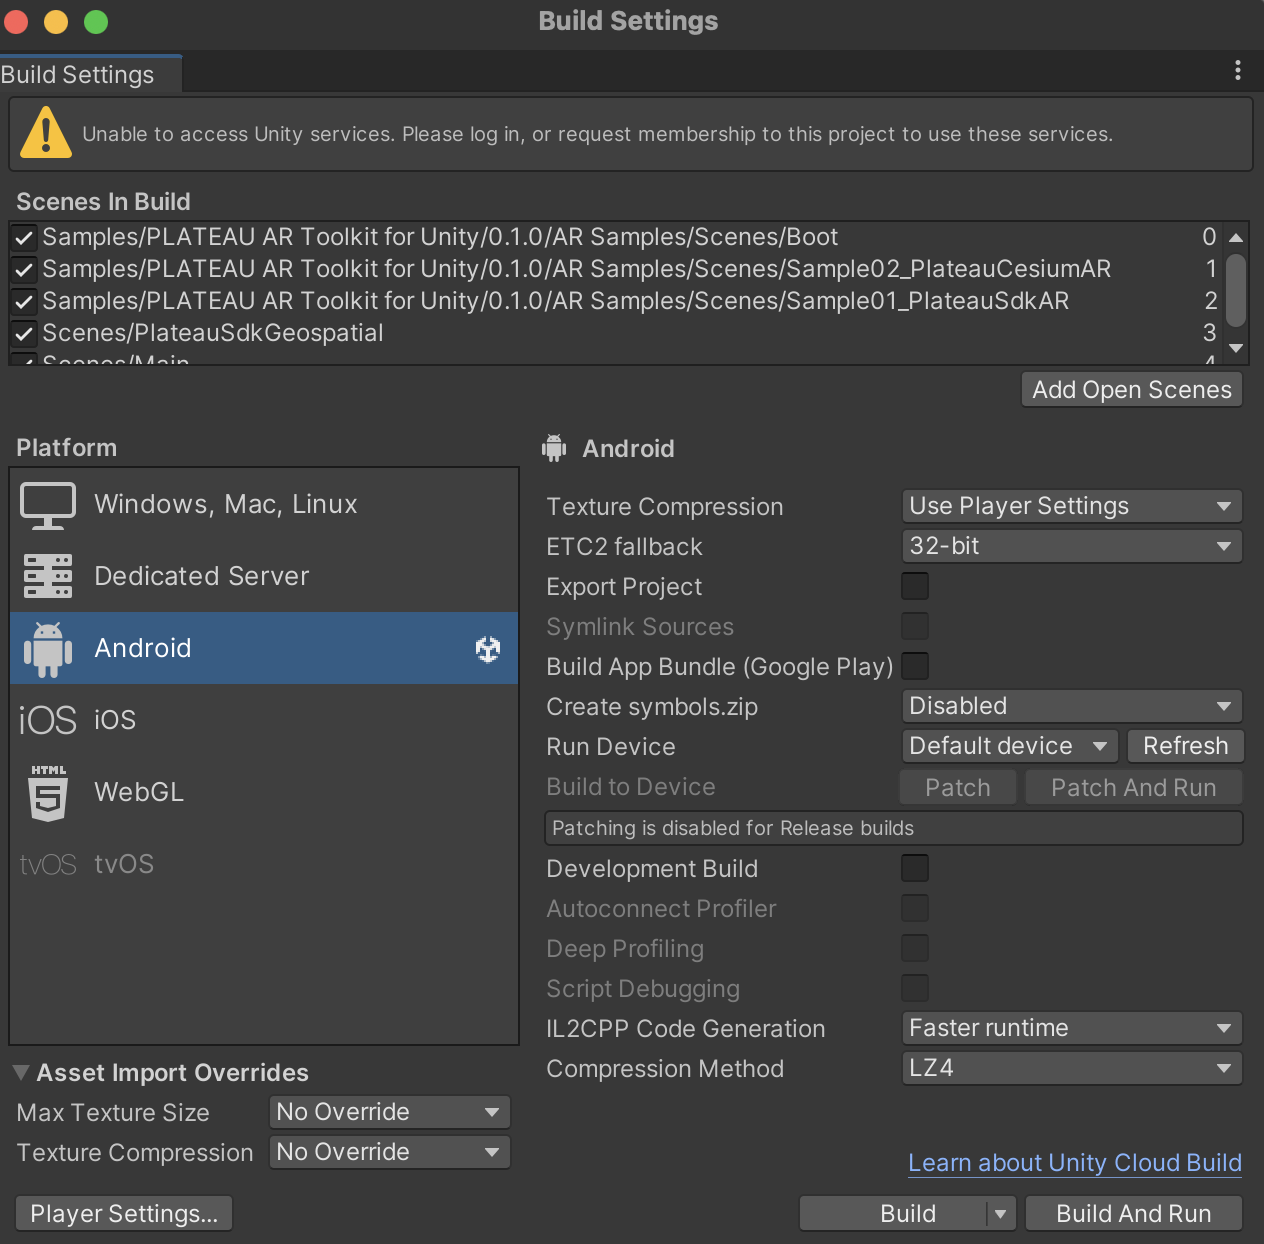 Build Settings
Build Settings
Unable to access Unity services. Please log in, or request membership to this project to use these services.
Scenes In Build
Samples/PLATEAU AR Toolkit for Unity/0.1.0/AR Samples/Scenes/Boot 0
Samples/PLATEAU AR Toolkit for Unity/0.1.0/AR Samples/Scenes/Sample02_PlateauCesiumAR 1
Samples/PLATEAU AR Toolkit for Unity/0.1.0/AR Samples/Scenes/Sample01_PlateauSdkAR 2
Scenes/PlateauSdkGeospatial 3
Scenes/Main 4
Add Open Scenes
Platform
Windows, Mac, Linux
Dedicated Server
Android
iOS iOS
HTML 5 WebGL
tvOS tvOS
Android
Texture Compression Use Player Settings
ETC2 fallback 32-bit
Export Project
Symlink Sources
Build App Bundle (Google Play)
Create symbols.zip Disabled
Run Device Default device Refresh
Build to Device Patch Patch And Run
Patching is disabled for Release builds
Development Build
Autoconnect Profiler
Deep Profiling
Script Debugging
IL2CPP Code Generation Faster runtime
Compression Method LZ4
Asset Import Overrides
Max Texture Size No Override
Texture Compression No Override
Learn about Unity Cloud Build
Player Settings... Build Build And Run